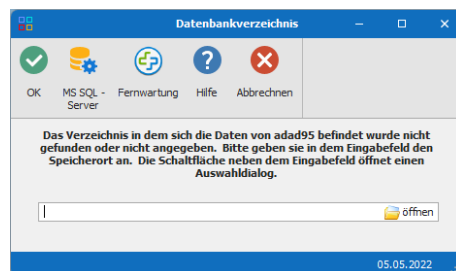 Datenbankverzeichnis
OK
MS SQL -
Server
Fernwartung
Hilfe
Abbrechnen
Das Verzeichnis in dem sich die Daten von adad95 befindet wurde nicht
gefunden oder nicht angegeben. Bitte geben sie in dem Eingabefeld den
Speicherort an. Die Schaltfläche neben dem Eingabefeld öffnet einen
Auswahldialog.
öffnen
05.05.2022